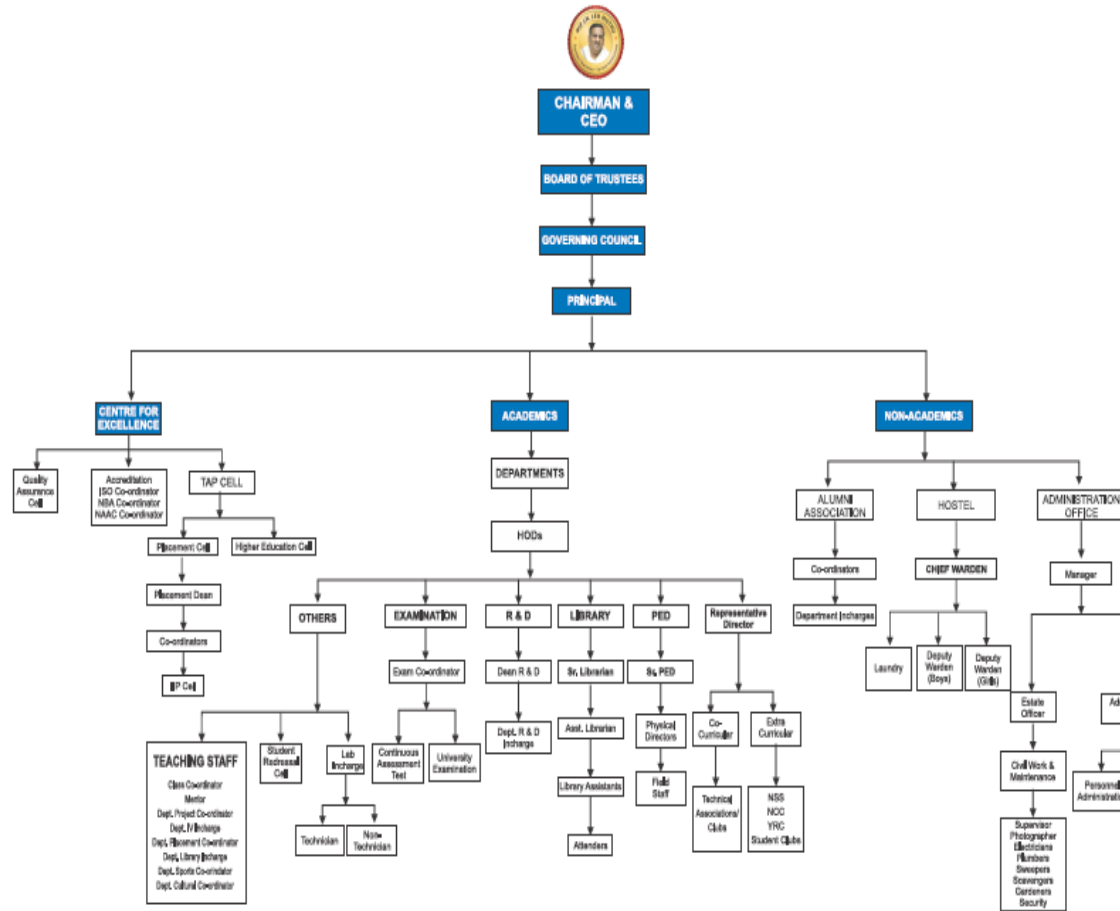 CHAIRMAN &
CEO
BOARD OF TRUSTEES
GOVERNING COUNCIL
PRINCIPAL
CENTRE FOR
EXCELLENCE
ACADEMICS
NON-ACADEMICS
Quality
Assurance
Cell
Accreditation
ISO Co-ordinator
NBA Co-ordinator
NAAC Co-ordinator
TAP CELL
DEPARTMENTS
ALUMNI
ASSOCIATION
HOSTEL
ADMINISTRATION
OFFICE
Placement Cell
Higher Education Cell
HODs
Co-ordinators
CHIEF WARDEN
Manager
Placement Dean
OTHERS
EXAMINATION
R & D
LIBRARY
PED
Representative
Director
Department Incharges
Co-ordinators
Exam Co-ordinator
Dean R & D
Sr. Librarian
Sr. PED
Laundry
Deputy
Warden
(Boys)
Deputy
Warden
(Girls)
IIP Cell
Estate
Officer
TEACHING STAFF
Class Co-ordinator
Mentor
Dept. Project Co-ordinator
Dept. IV Incharge
Dept. Placement Co-ordinator
Dept. Library Incharge
Dept. Sports Co-orindator
Dept. Cultural Co-ordinator
Student
Redressal
Cell
Lab
Incharge
Continuous
Assessment
Test
University
Examination
Dept. R & D
Incharge
Asst. Librarian
Physical
Directors
Co-
Curricular
Extra
Curricular
Civil Work &
Maintenance
Technician
Non-
Technician
Library Assistants
Field
Staff
Technical
Associations/
Clubs
NSS
NCC
YRC
Student Clubs
Personnel
Attenders
Supervisor
Photographer
Electricians
Plumbers
Sweepers
Scavengers
Gardeners
Security